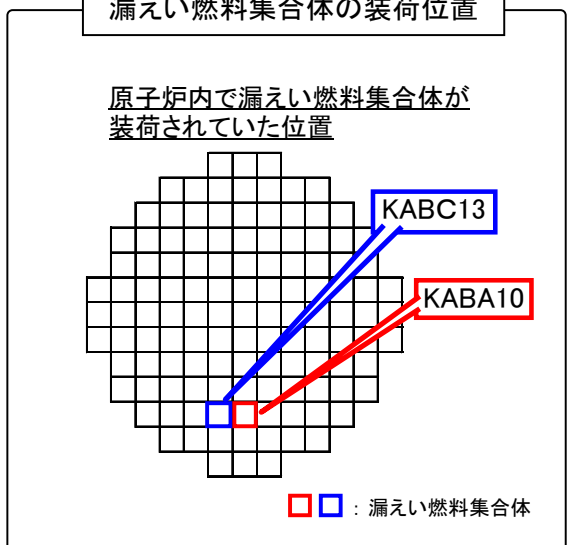 漏えい燃料集合体の装荷位置
原子炉内で漏えい燃料集合体が
装荷されていた位置
KABC13
KABA10
：漏えい燃料集合体